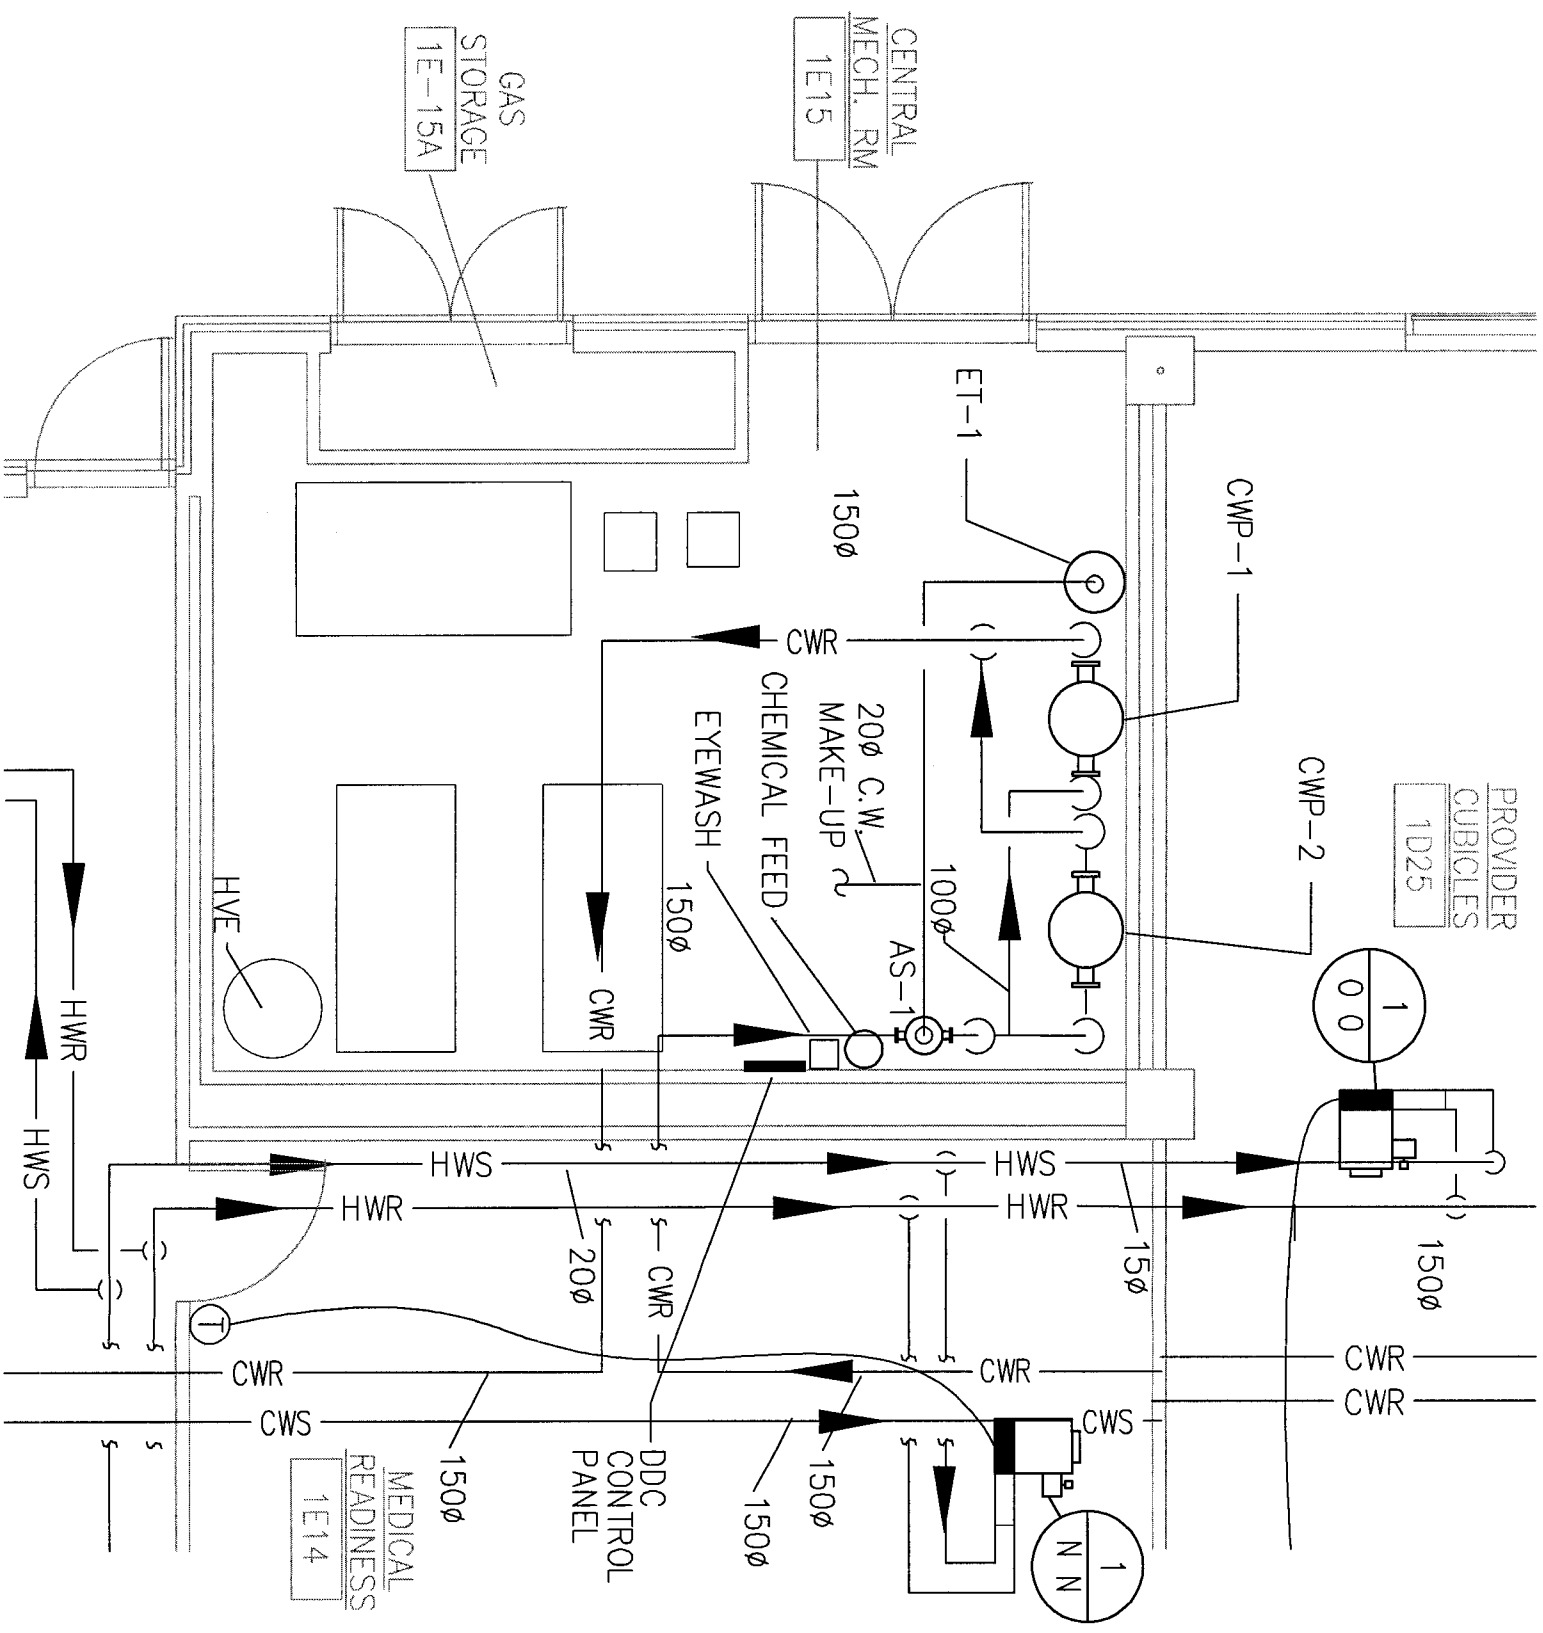 CENTRAL
MECH. RM
1E15
GAS
STORAGE
1E-15A
ET-1
CWP-1
CWP-2
PROVIDER
CUBICLES
1D25
150ø
CWR
20ø C.W.
MAKE-UP
CHEMICAL FEED
EYEWASH
100ø
AS-1
150ø
CWR
HVE
1
O O
HWR
HWS
HWS
HWS
HWR
HWR
20ø
15ø
150ø
CWR
CWR
CWR
CWR
CWR
CWS
CWS
T
150ø
150ø
150ø
DDC
CONTROL
PANEL
MEDICAL
READINESS
1E14
1
N N